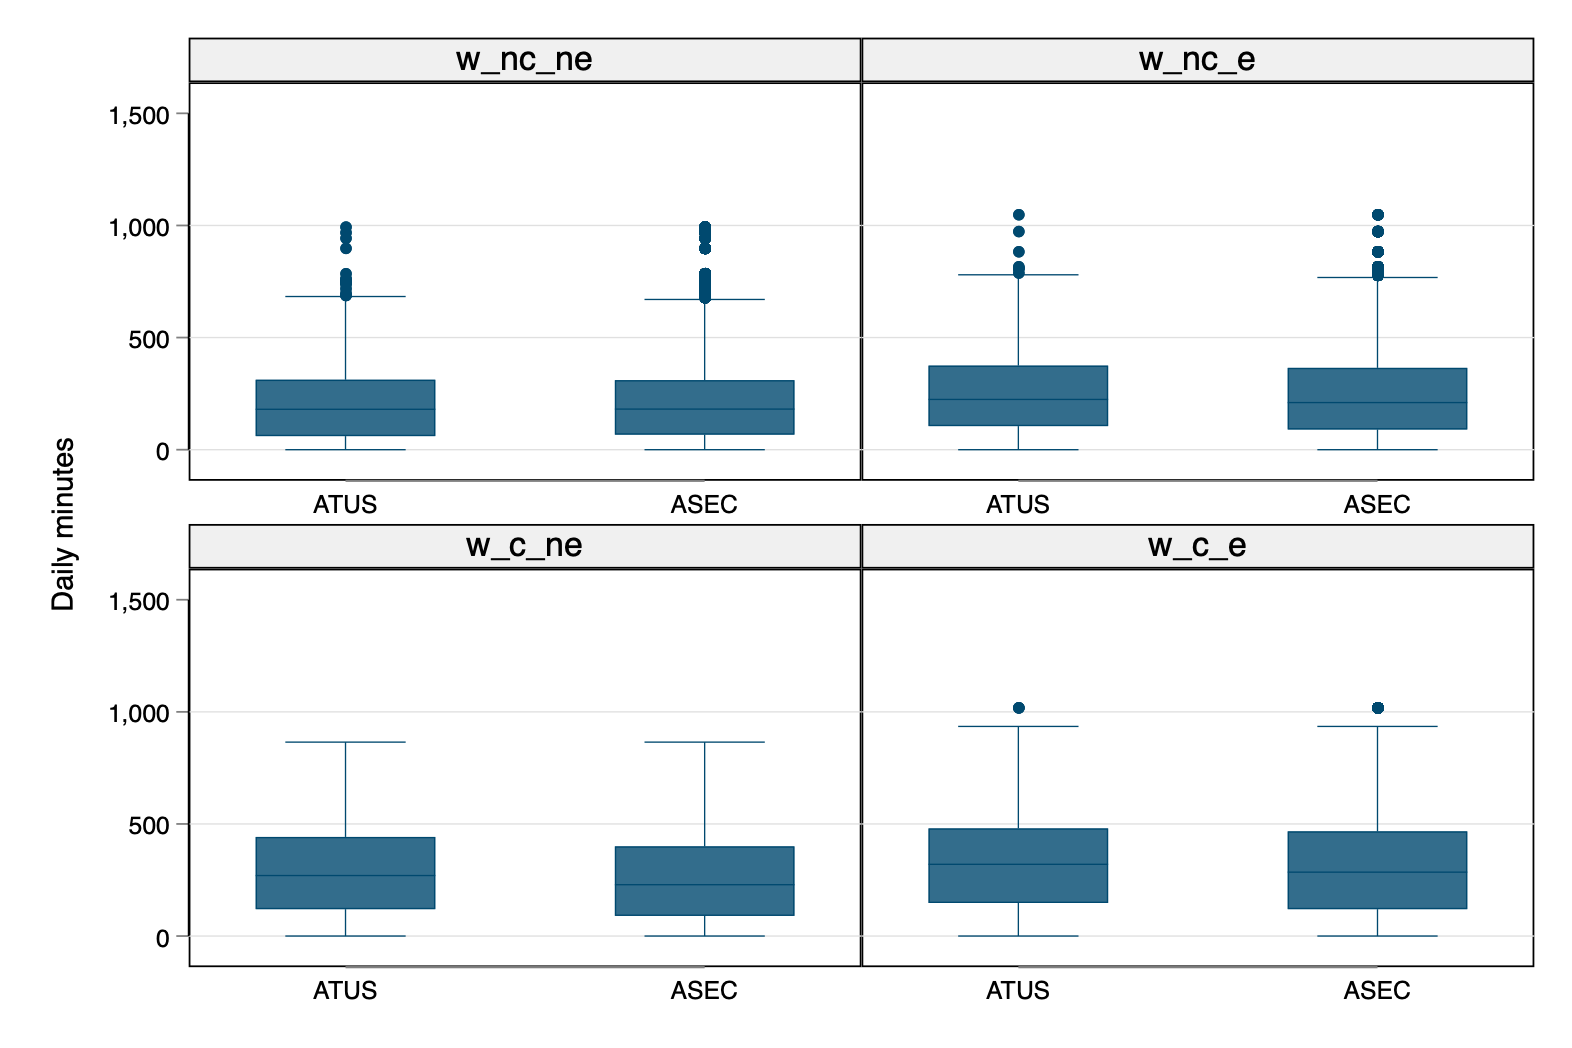 w_nc_ne
w_nc_e
1,500
1,000
500
0
ATUS
ASEC
ATUS
ASEC
Daily minutes
w_c_ne
w_c_e
1,500
1,000
500
0
ATUS
ASEC
ATUS
ASEC